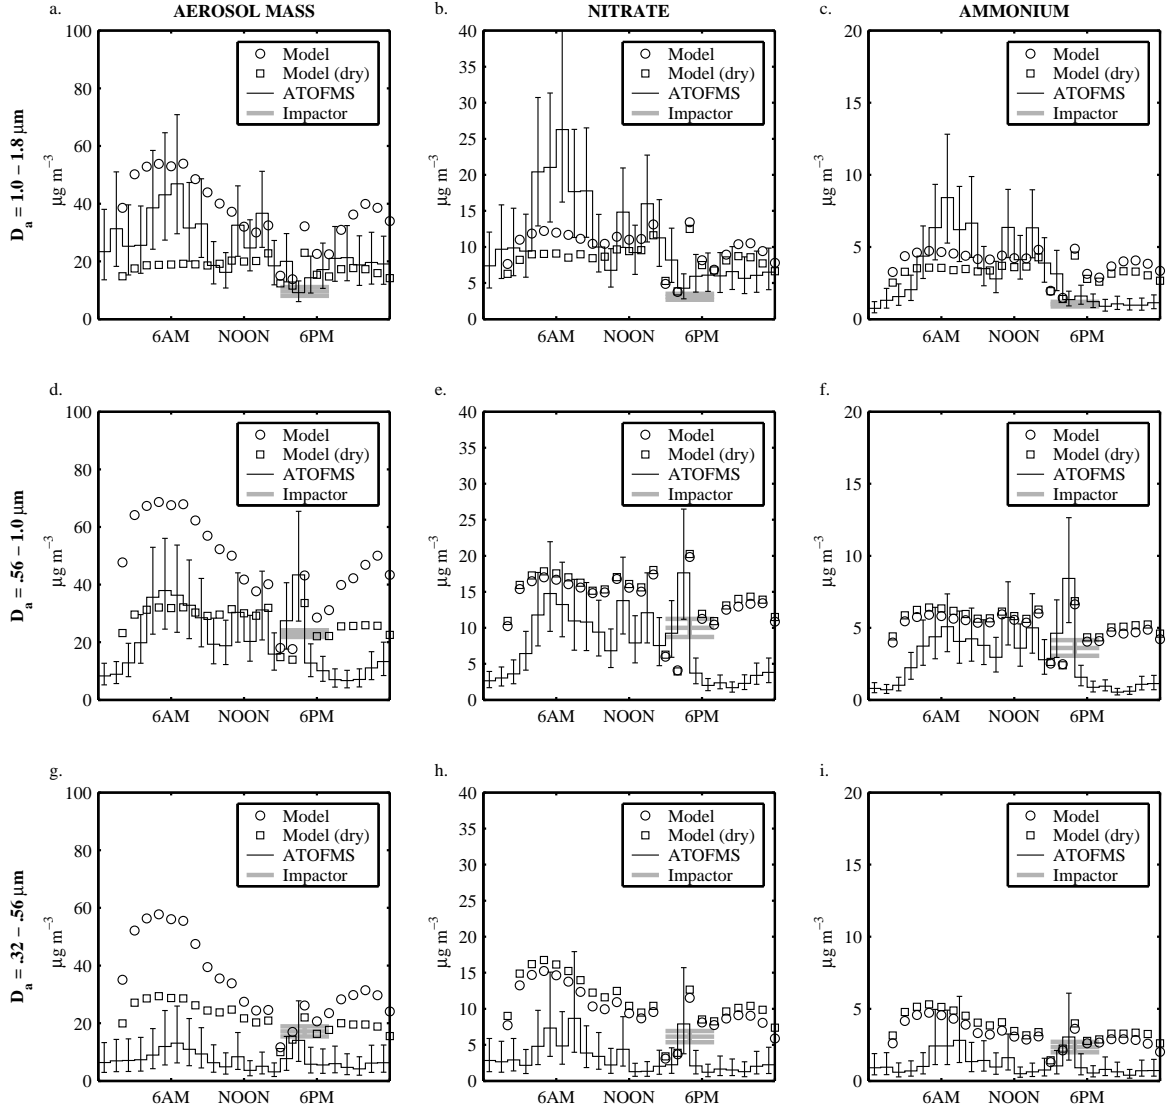 a. AEROSOL MASS b. NITRATE c. AMMONIUM
100 40 20
80 35
60 30 15
40 25
20 20 10
0 15
10 5
5
0 0
Model Model Model
Model (dry) Model (dry) Model (dry)
ATOFMS ATOFMS ATOFMS
Impactor Impactor Impactor
µg m⁻³ µg m⁻³ µg m⁻³
Dₐ = 1.0 − 1.8 µm
6AM NOON 6PM 6AM NOON 6PM 6AM NOON 6PM
d. e. f.
100 40 20
80 35
60 30 15
40 25
20 20 10
0 15
10 5
5
0 0
Model Model Model
Model (dry) Model (dry) Model (dry)
ATOFMS ATOFMS ATOFMS
Impactor Impactor Impactor
µg m⁻³ µg m⁻³ µg m⁻³
Dₐ = .56 − 1.0 µm
6AM NOON 6PM 6AM NOON 6PM 6AM NOON 6PM
g. h. i.
100 40 20
80 35
60 30 15
40 25
20 20 10
0 15
10 5
5
0 0
Model Model Model
Model (dry) Model (dry) Model (dry)
ATOFMS ATOFMS ATOFMS
Impactor Impactor Impactor
µg m⁻³ µg m⁻³ µg m⁻³
Dₐ = .32 − .56 µm
6AM NOON 6PM 6AM NOON 6PM 6AM NOON 6PM